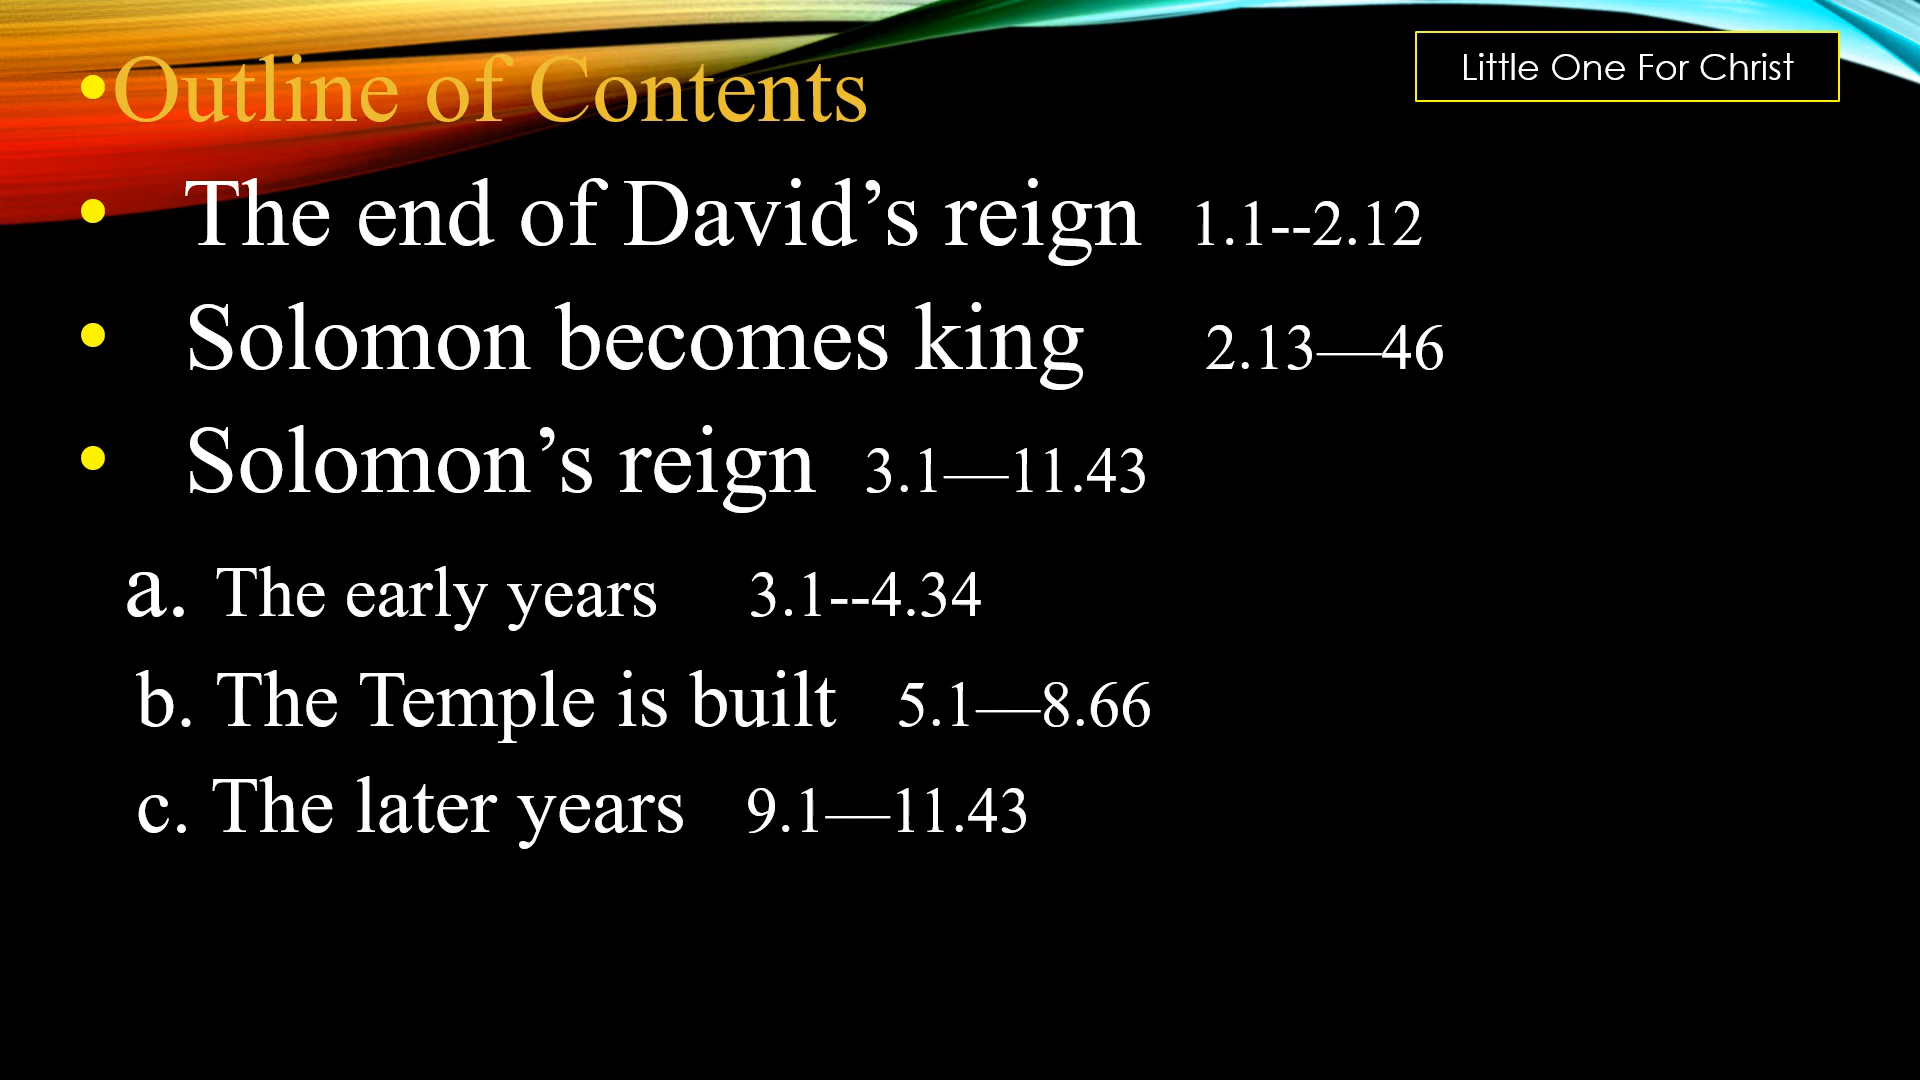 •Outline of Contents
Little One For Christ
• The end of David’s reign 1.1--2.12
• Solomon becomes king 2.13—46
• Solomon’s reign 3.1—11.43
a. The early years 3.1--4.34
b. The Temple is built 5.1—8.66
c. The later years 9.1—11.43